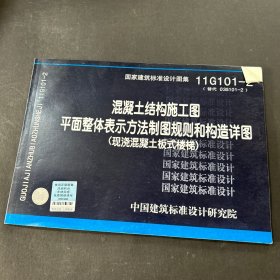 国家建筑标准设计图集 11G101-2
(替代 03G101-2)
GUOJIAJIANZHUBIAOZHUNSHEJI 11G101-2
混凝土结构施工图
平面整体表示方法制图规则和构造详图
(现浇混凝土板式楼梯)
国家建筑标准设计
国家建筑标准设计
国家建筑标准设计
国家建筑标准设计
中国建筑标准设计研究院